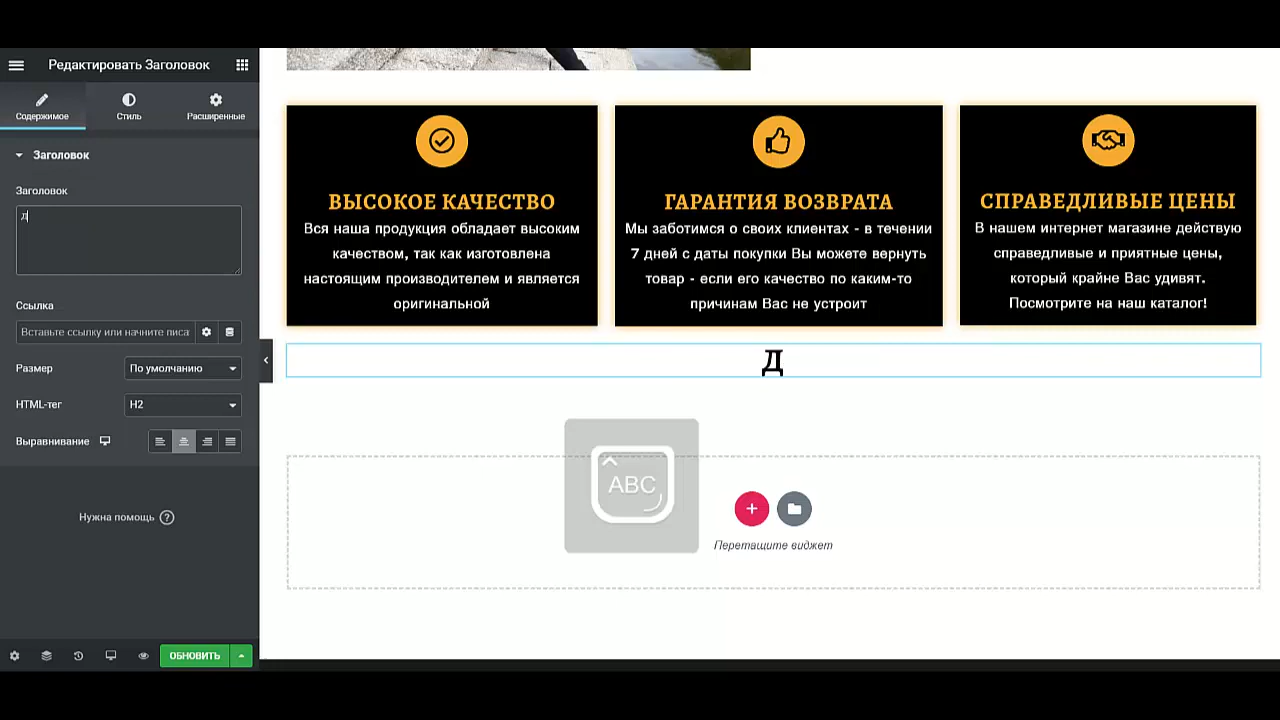 Редактировать Заголовок
Содержимое
Стиль
Расширенные
Заголовок
Заголовок
д
Ссылка
Вставьте ссылку или начните писа
Размер
По умолчанию
HTML-тег
H2
Выравнивание
Нужна помощь ?
ОБНОВИТЬ
ВЫСОКОЕ КАЧЕСТВО
Вся наша продукция обладает высоким
качеством, так как изготовлена
настоящим производителем и является
оригинальной
ГАРАНТИЯ ВОЗВРАТА
Мы заботимся о своих клиентах - в течении
7 дней с даты покупки Вы можете вернуть
товар - если его качество по каким-то
причинам Вас не устроит
СПРАВЕДЛИВЫЕ ЦЕНЫ
В нашем интернет магазине действую
справедливые и приятные цены,
который крайне Вас удивят.
Посмотрите на наш каталог!
Д
ABC
Перетащите виджет